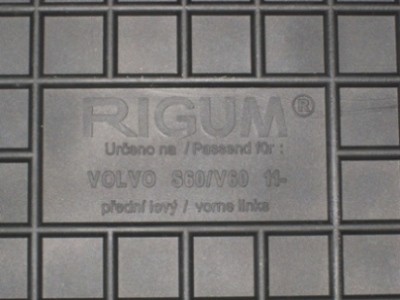 RIGUM®
Určeno na / Passend für :
VOLVO S60/V60 11-
přední levý / vorne links